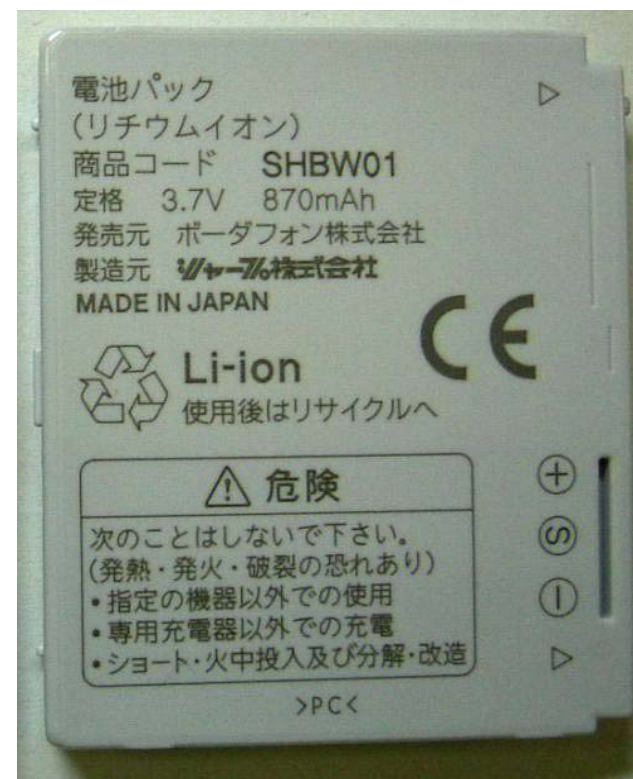 電池パック
(リチウムイオン)
商品コード SHBW01
定格 3.7V 870mAh
発売元 ボーダフォン株式会社
製造元 シャープ株式会社
MADE IN JAPAN
CE
Li-ion
使用後はリサイクルへ
⚠ 危険
次のことはしないで下さい。
(発熱・発火・破裂の恐れあり)
・指定の機器以外での使用
・専用充電器以外での充電
・ショート・火中投入及び分解・改造
>PC<
+
S
−